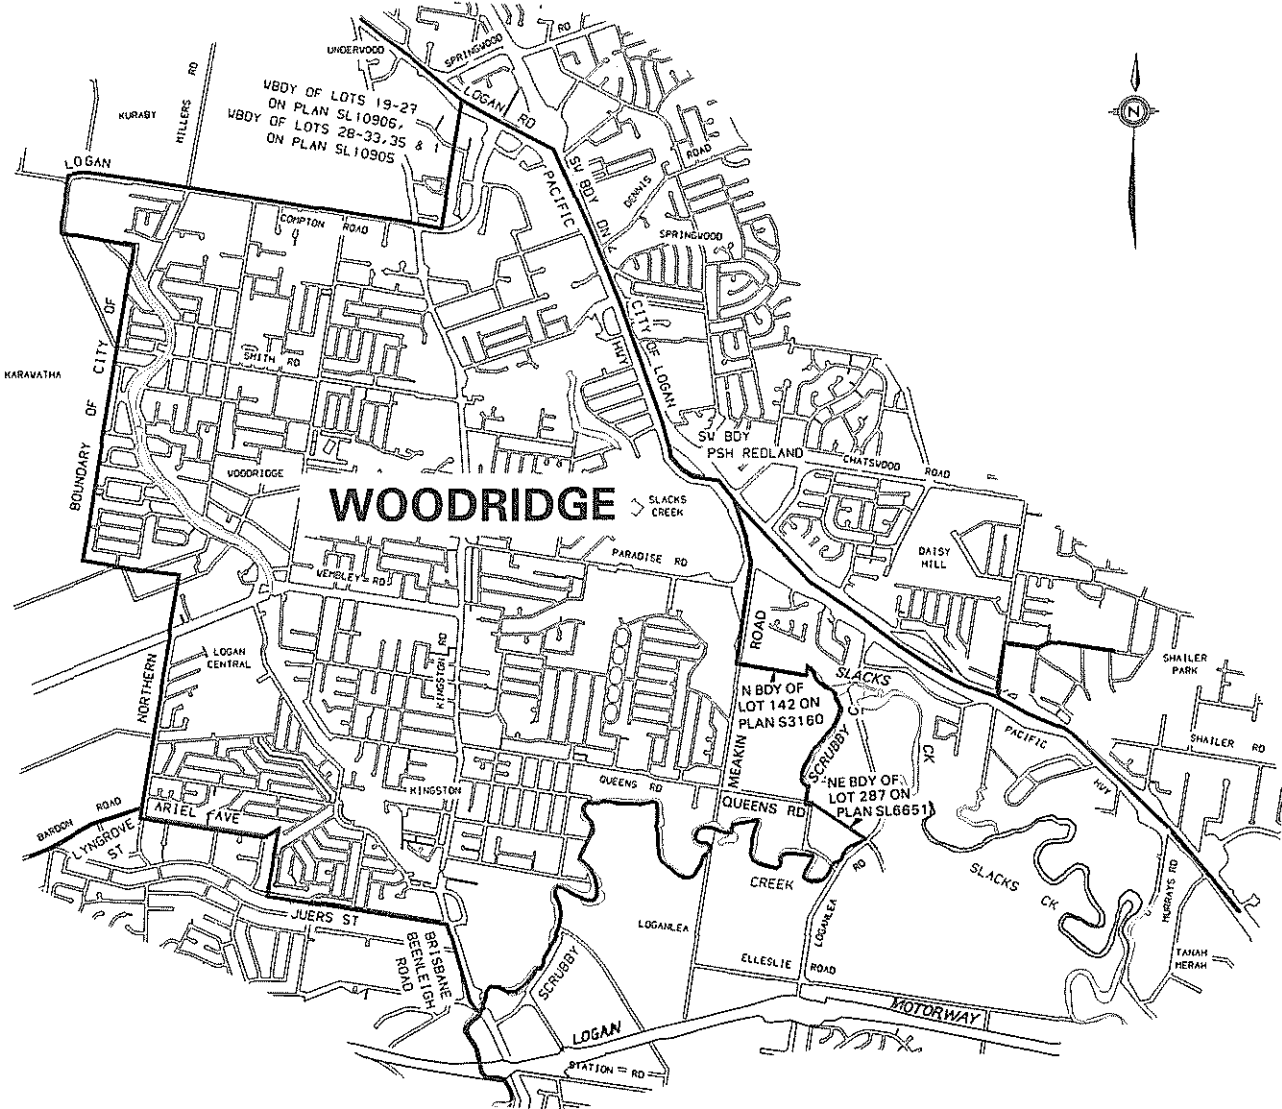 RD
UNDERWOOD
SPRINGWOOD
RD
WBDY OF LOTS 19-27
ON PLAN SL10906,
WBDY OF LOTS 28-33,35 & 1
ON PLAN SL10905
LOGAN RD
KURABY
MILLERS
N
LOGAN
PACIFIC
SW BDY ON
DENNIS
ROAD
COMPTON ROAD
SPRINGWOOD
CITY OF LOGAN
HWY
SMITH RD
KARAWATHA
BOUNDARY OF CITY OF
SW BDY
PSH REDLAND
CHATSWOOD ROAD
WOODRIDGE
WOODRIDGE
SLACKS
CREEK
PARADISE RD
DAISY
HILL
WEMBLEY RD
ROAD
LOGAN
CENTRAL
KINGSTON RD
SHAILER
PARK
NORTHERN
SLACKS
N BDY OF
LOT 142 ON
PLAN S3160
CK
SCRUBBY
PACIFIC
SHAILER RD
MEAKIN
CK
KINGSTON
QUEENS RD
QUEENS RD
NE BDY OF
LOT 287 ON
PLAN SL6651
HWY
BARDON ROAD
ARIEL AVE
LYNGROVE
ST
CREEK
RD
SLACKS
CK
MURRAYS RD
JUERS ST
LOGANLEA
LOGANLEA
BRISBANE
BEENLEIGH
ROAD
SCRUBBY
ELLESLIE ROAD
TANAH
MERAH
LOGAN
MOTORWAY
STATION RD